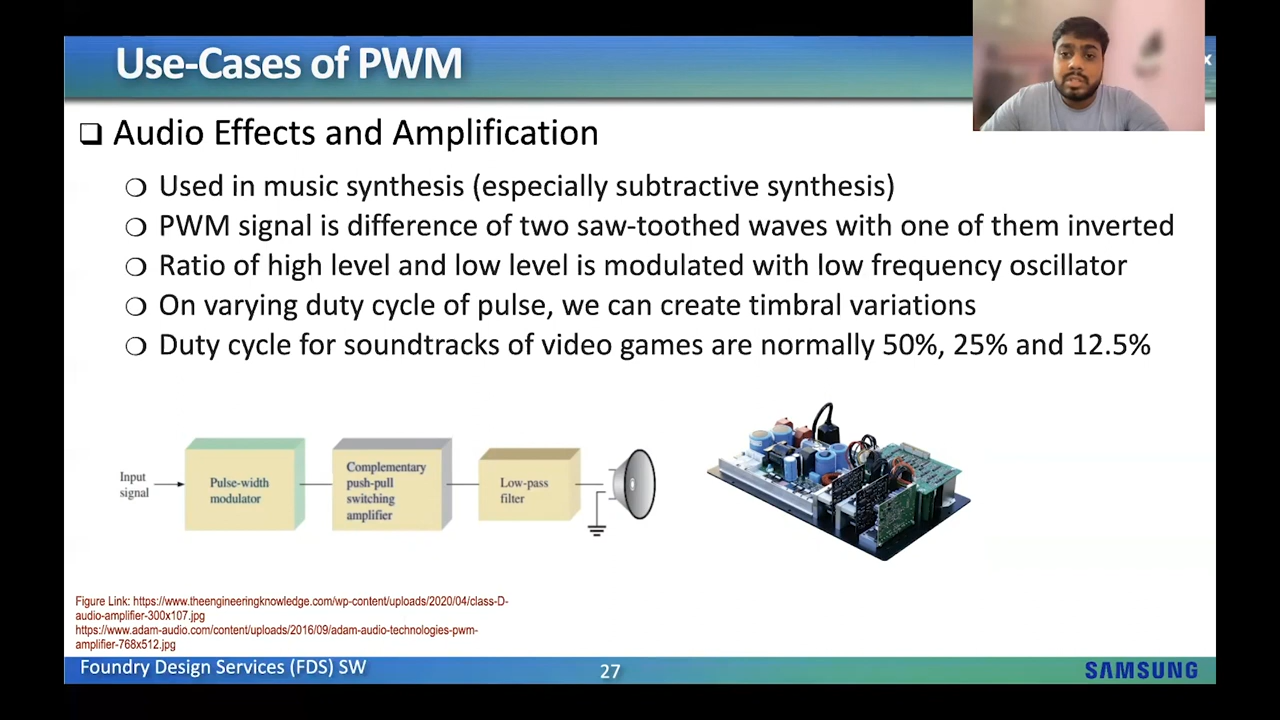 Use-Cases of PWM
x
❑ Audio Effects and Amplification
❍ Used in music synthesis (especially subtractive synthesis)
❍ PWM signal is difference of two saw-toothed waves with one of them inverted
❍ Ratio of high level and low level is modulated with low frequency oscillator
❍ On varying duty cycle of pulse, we can create timbral variations
❍ Duty cycle for soundtracks of video games are normally 50%, 25% and 12.5%
Input
signal
Pulse-width
modulator
Complementary
push-pull
switching
amplifier
Low-pass
filter
Figure Link: https://www.theengineeringknowledge.com/wp-content/uploads/2020/04/class-D-
audio-amplifier-300x107.jpg
https://www.adam-audio.com/content/uploads/2016/09/adam-audio-technologies-pwm-
amplifier-768x512.jpg
Foundry Design Services (FDS) SW
27
SAMSUNG